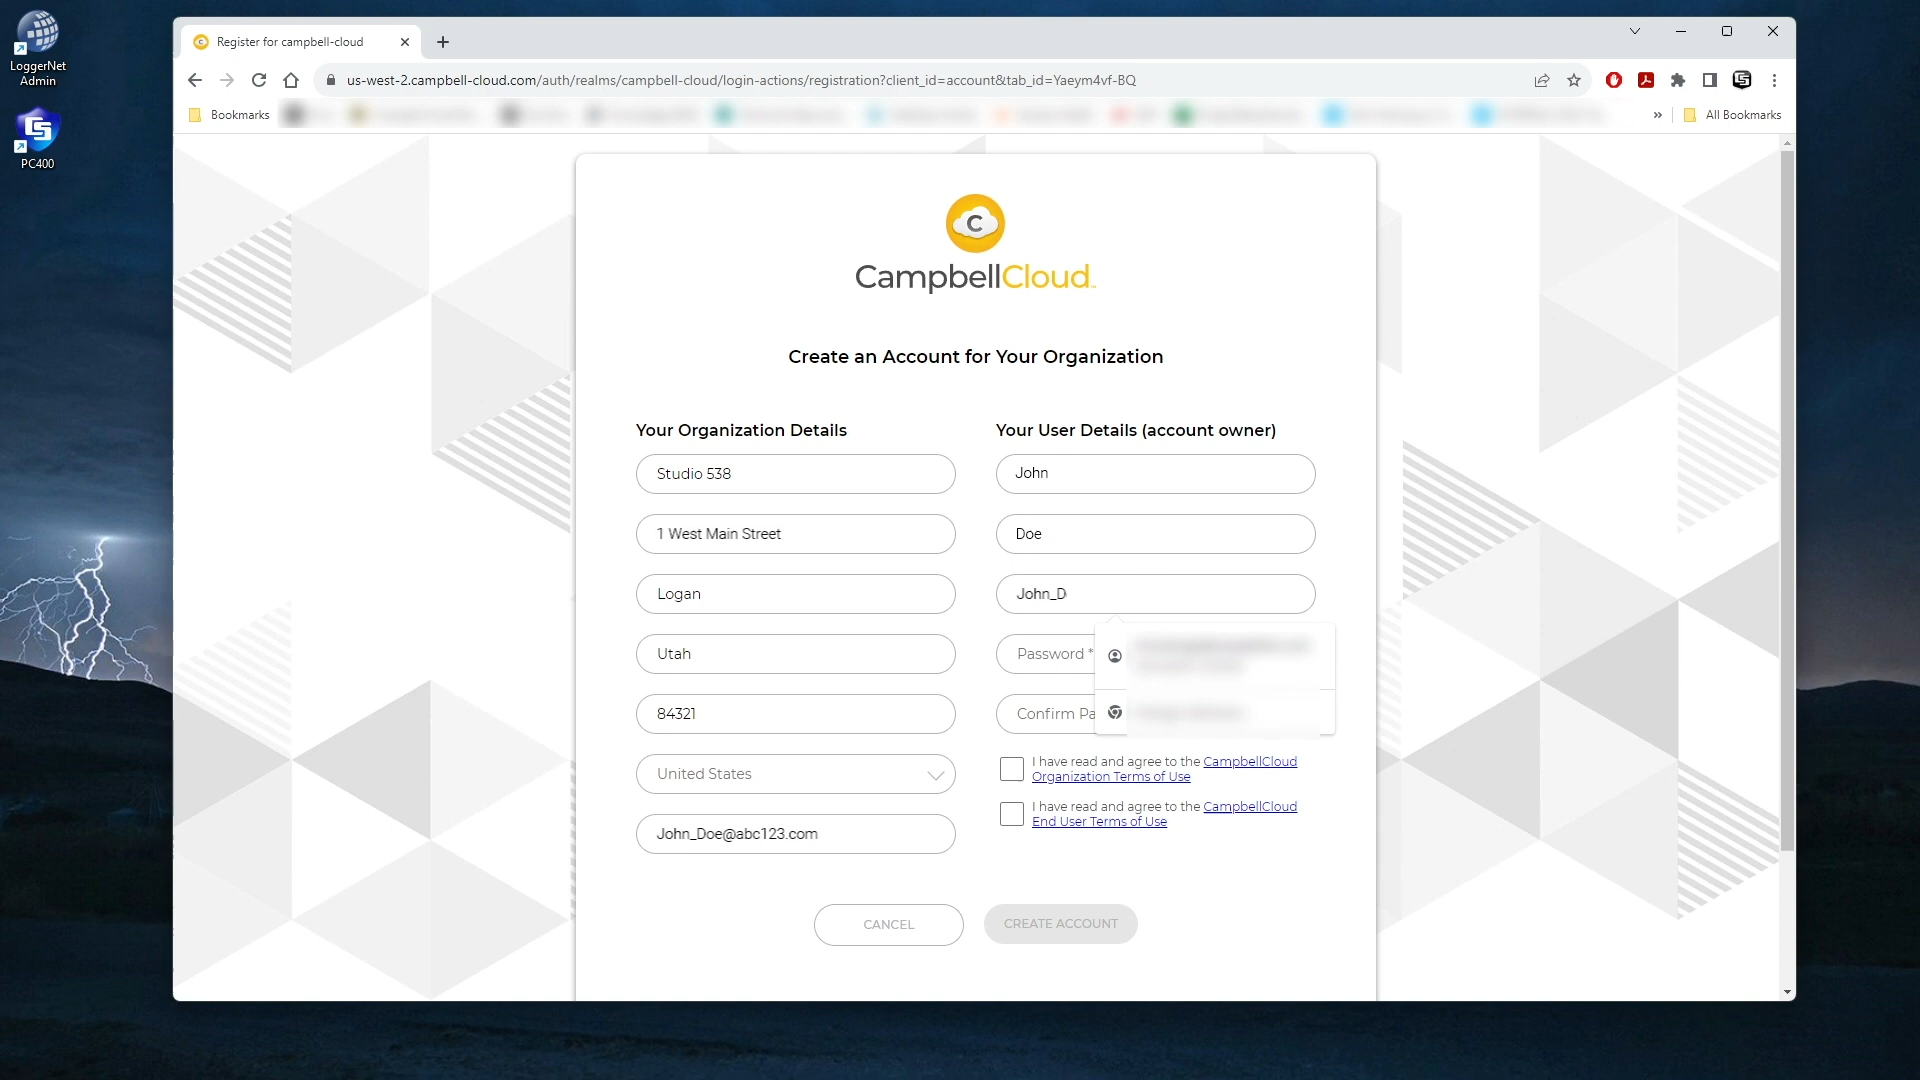 LoggerNet
Admin
PC400
Register for campbell-cloud
us-west-2.campbell-cloud.com/auth/realms/campbell-cloud/login-actions/registration?client_id=account&tab_id=Yaeym4vf-BQ
Bookmarks
All Bookmarks
C
CampbellCloud
Create an Account for Your Organization
Your Organization Details
Studio 538
1 West Main Street
Logan
Utah
84321
United States
John_Doe@abc123.com
Your User Details (account owner)
John
Doe
John_D
Password *
Confirm Pa
I have read and agree to the CampbellCloud
Organization Terms of Use
I have read and agree to the CampbellCloud
End User Terms of Use
CANCEL
CREATE ACCOUNT